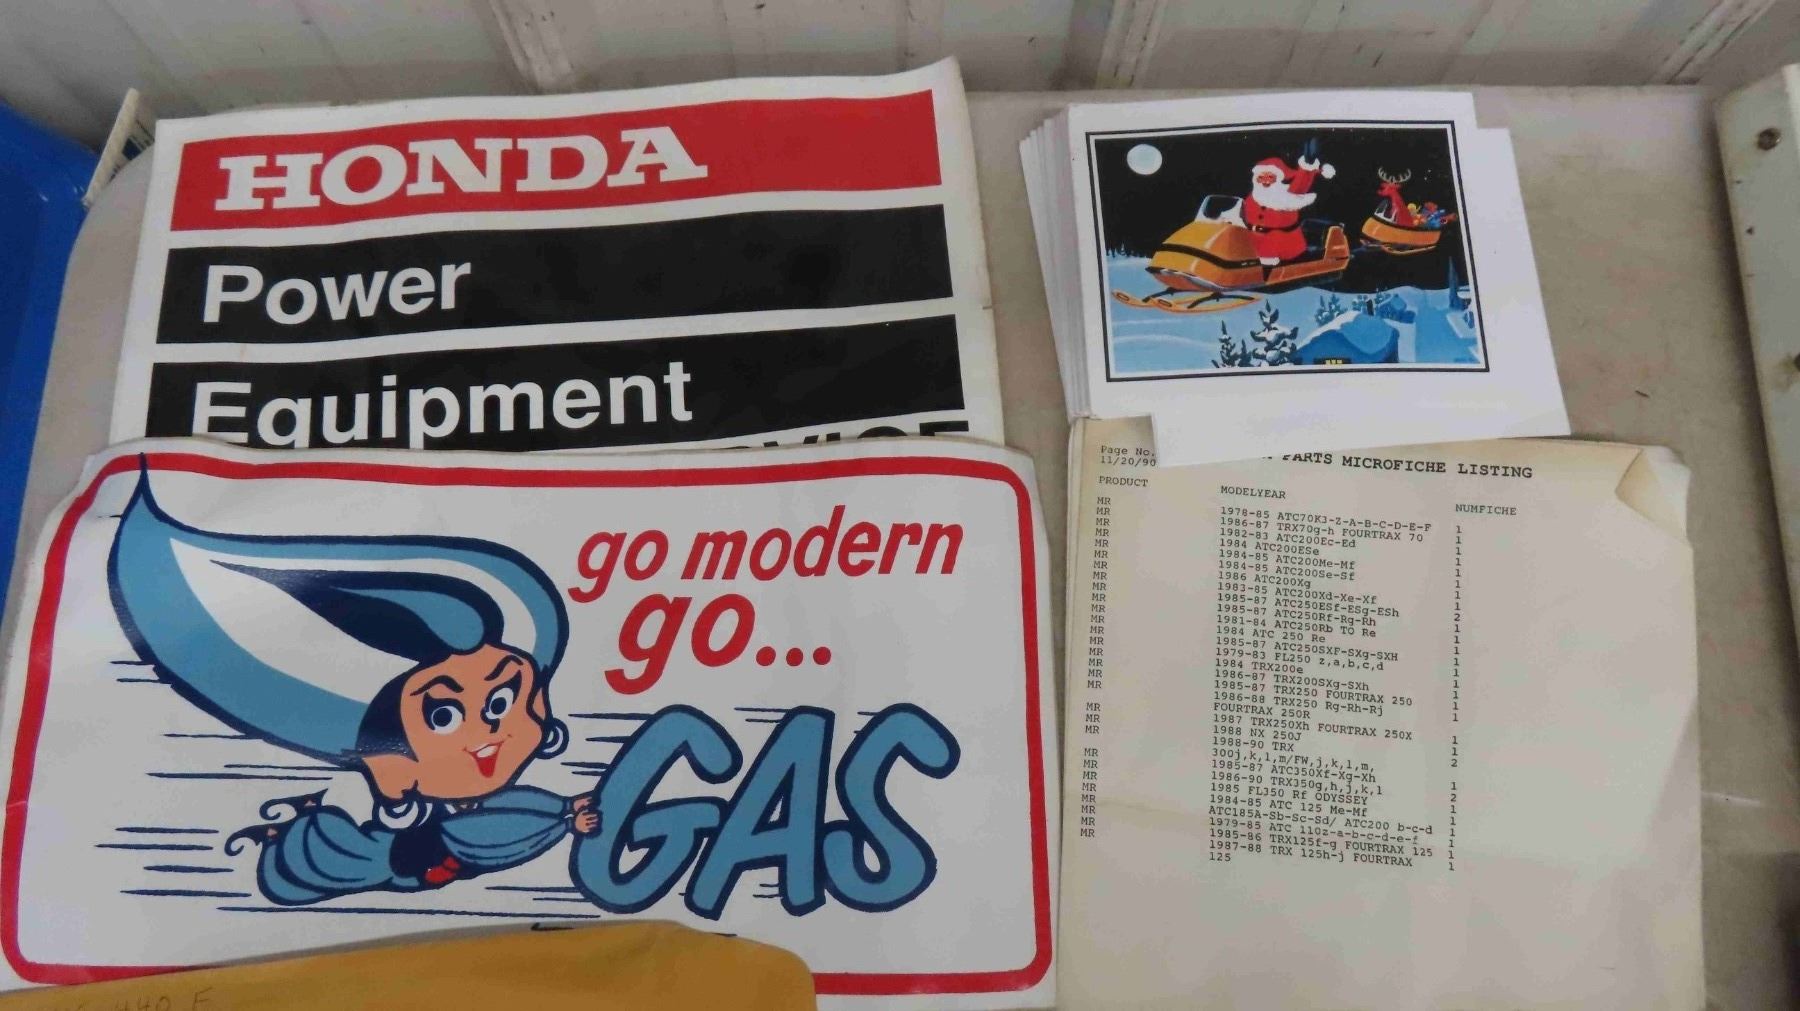 HONDA
Power
Equipment
go modern
go...
GAS
440 E
Page No.
11/20/90
PARTS MICROFICHE LISTING
PRODUCT MODELYEAR NUMFICHE
MR 1978-85 ATC70K3-Z-A-B-C-D-E-F 1
MR 1986-87 TRX70g-h FOURTRAX 70 1
MR 1982-83 ATC200Ec-Ed 1
MR 1984 ATC200ESe 1
MR 1984-85 ATC200Me-Mf 1
MR 1984-85 ATC200Se-Sf 1
MR 1986 ATC200Xg 1
MR 1983-85 ATC200Xd-Xe-Xf 1
MR 1985-87 ATC250ESf-ESg-ESh 2
MR 1985-87 ATC250Rf-Rg-Rh 1
MR 1981-84 ATC250Rb TO Re 1
MR 1984 ATC 250 Re 1
MR 1985-87 ATC250SXF-SXg-SXH 1
MR 1979-83 FL250 z,a,b,c,d 1
MR 1984 TRX200e 1
MR 1986-87 TRX200SXg-SXh 1
MR 1985-87 TRX250 FOURTRAX 250 1
MR 1986-88 TRX250 Rg-Rh-Rj 1
FOURTRAX 250R
MR 1987 TRX250Xh FOURTRAX 250X 1
MR 1988 NX 250J 1
MR 1988-90 TRX 2
300j,k,l,m/FW,j,k,l,m,
MR 1985-87 ATC350Xf-Xg-Xh 1
MR 1986-90 TRX350g,h,j,k,l 2
MR 1985 FL350 Rf ODYSSEY 1
MR 1984-85 ATC 125 Me-Mf 1
MR ATC185A-Sb-Sc-Sd/ ATC200 b-c-d 1
MR 1979-85 ATC 110z-a-b-c-d-e-f 1
MR 1985-86 TRX125f-g FOURTRAX 125 1
MR 1987-88 TRX 125h-j FOURTRAX 1
125